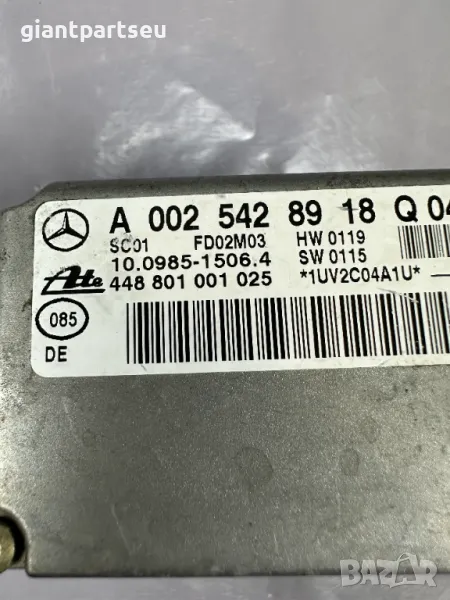 giantpartseu
A 002 542 89 18 Q 04
SC01 FD02M03 HW 0119
10.0985-1506.4 SW 0115
Ate 448 801 001 025 *1UV2C04A1U*
085
DE
BAZAR